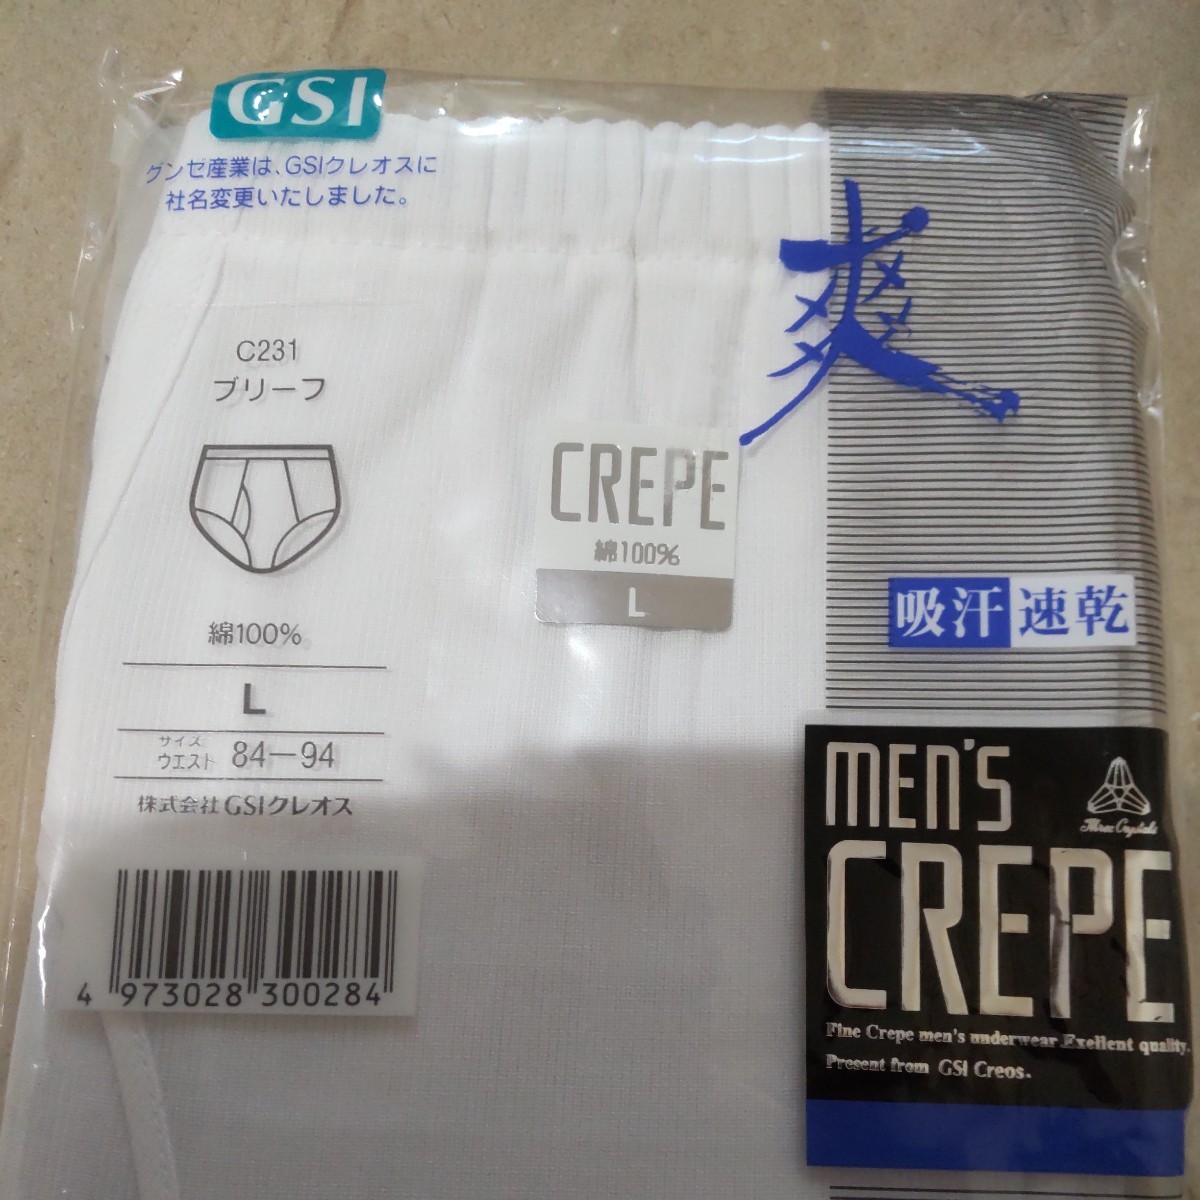 GSI
グンゼ産業は、GSIクレオスに
社名変更いたしました。
爽
C231
ブリーフ
綿100%
L
サイズ
ウエスト 84-94
株式会社GSIクレオス
4 973028 300284
CREPE
綿100%
L
吸汗速乾
MEN'S
Three Crystals
CREPE
Fine Crepe men's underwear Exellent quality.
Present from GSI Creos.